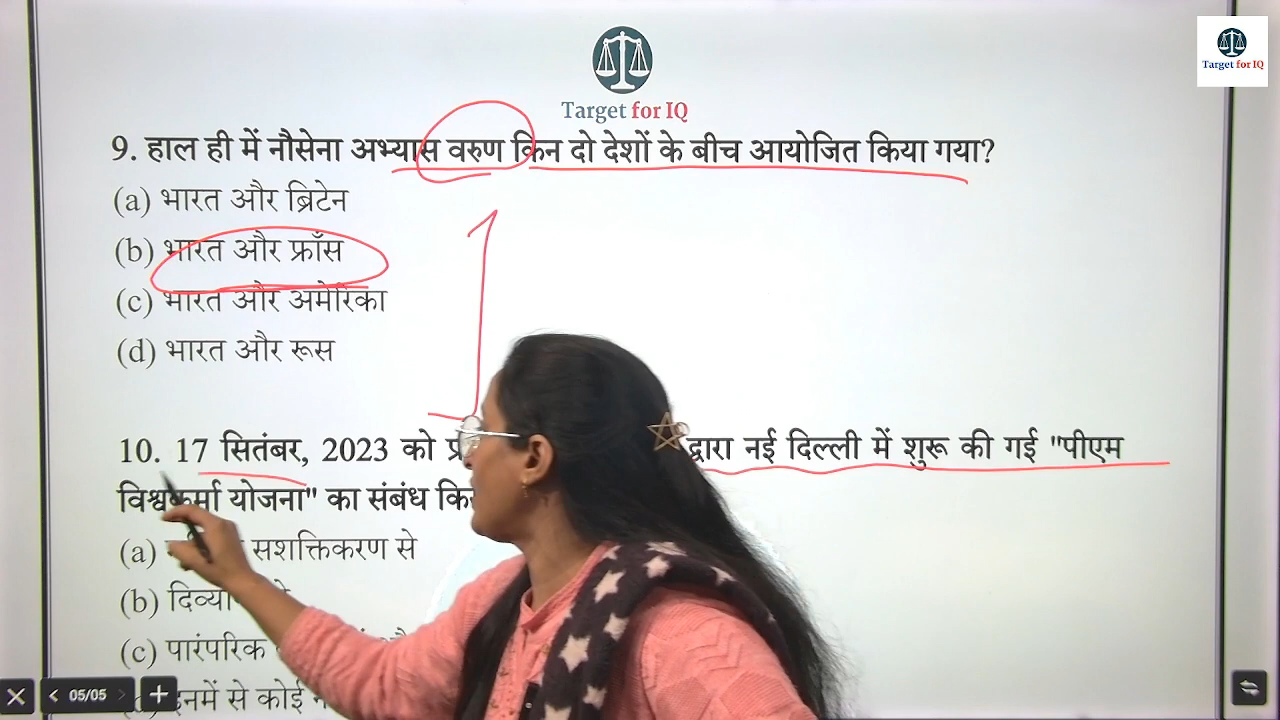 Target for IQ
Target for IQ
9. हाल ही में नौसेना अभ्यास वरुण किन दो देशों के बीच आयोजित किया गया?
(a) भारत और ब्रिटेन
(b) भारत और फ्राँस
(c) भारत और अमेरिका
(d) भारत और रूस
10. 17 सितंबर, 2023 को द्वारा नई दिल्ली में शुरू की गई "पीएम
विश्वकर्मा योजना" का संबंध
(a) सशक्तिकरण से
(b)
(c) पारंपरिक
इनमें से कोई
05/05